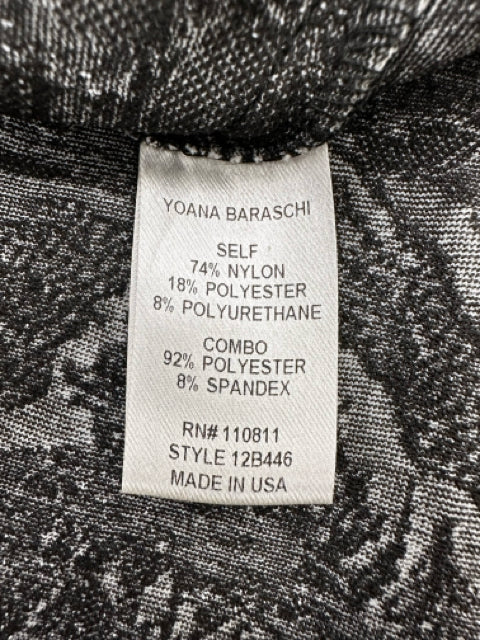 YOANA BARASCHI
SELF
74% NYLON
18% POLYESTER
8% POLYURETHANE
COMBO
92% POLYESTER
8% SPANDEX
RN# 110811
STYLE 12B446
MADE IN USA